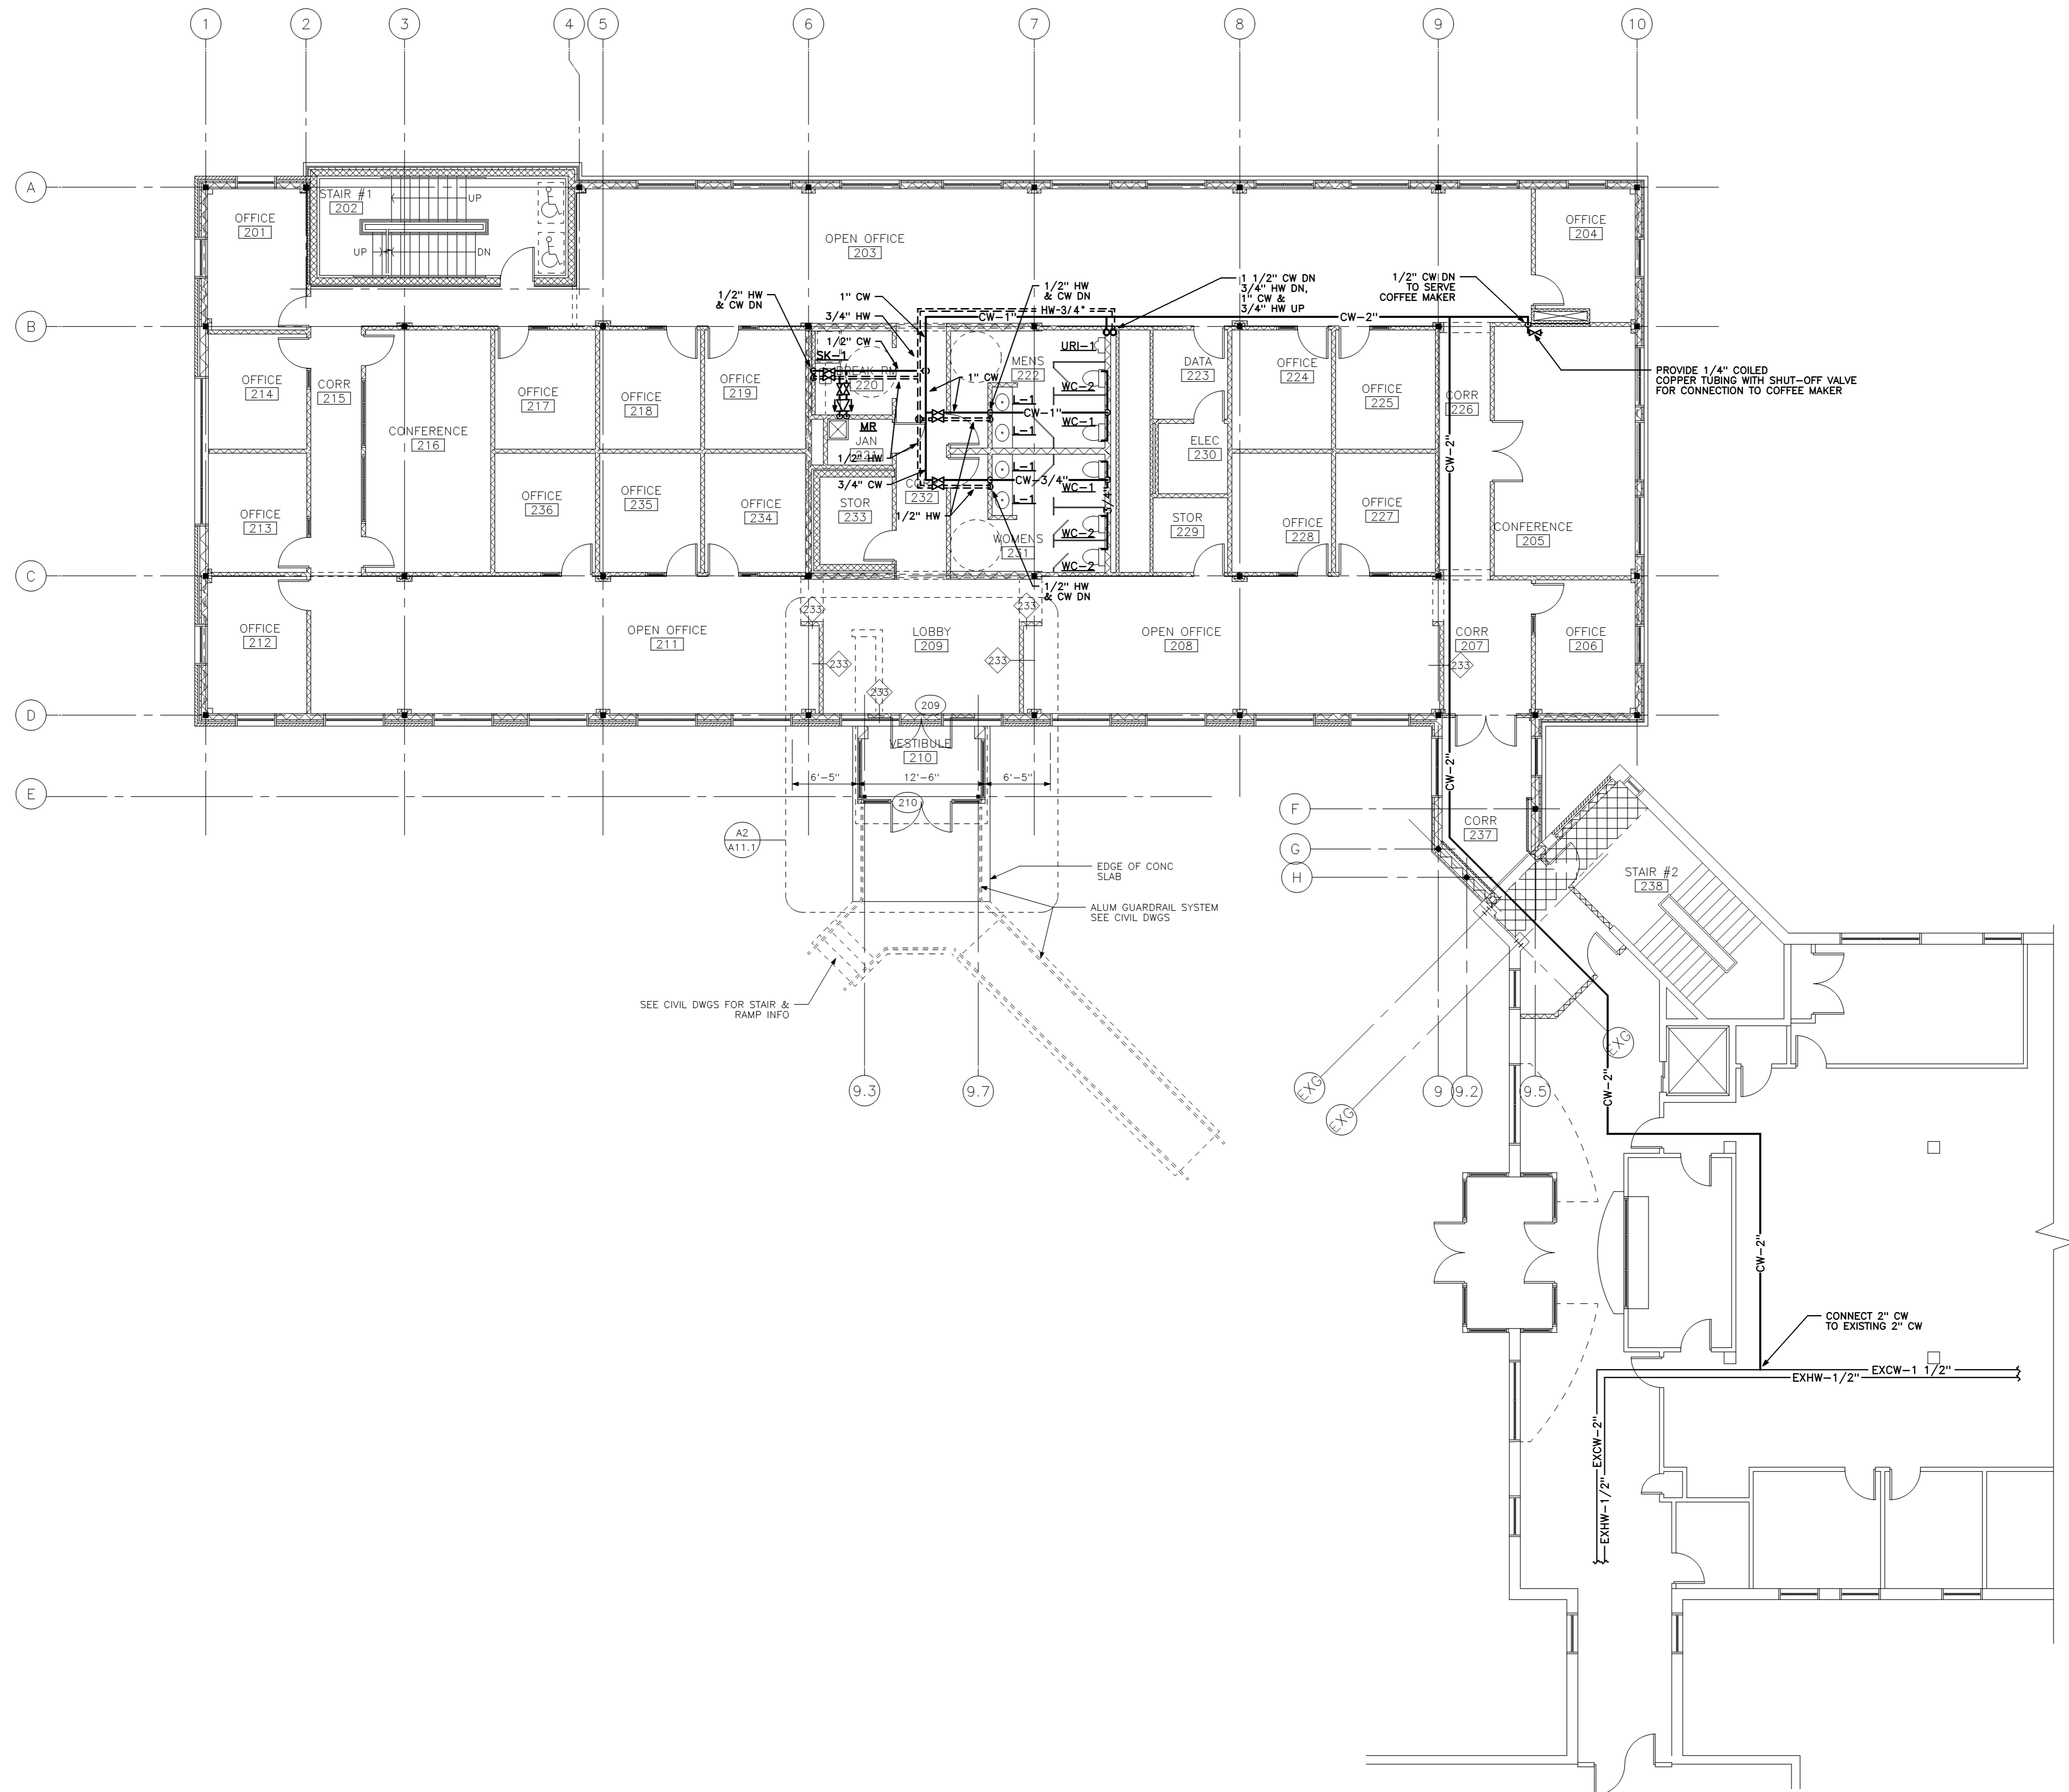 1
2
3
4
5
6
7
8
9
10
A
STAIR #1
202
UP
UP
DN
OFFICE
201
OPEN OFFICE
203
OFFICE
204
1/2" HW
& CW DN
1" CW
3/4" HW
1/2" CW
1/2" HW
& CW DN
HW-3/4"
CW-1"
1 1/2" CW DN
3/4" HW DN,
1" CW &
3/4" HW UP
CW-2"
1/2" CW DN
TO SERVE
COFFEE MAKER
B
PROVIDE 1/4" COILED
COPPER TUBING WITH SHUT-OFF VALVE
FOR CONNECTION TO COFFEE MAKER
OFFICE
214
CORR
215
CONFERENCE
216
OFFICE
217
OFFICE
218
OFFICE
219
SK-1
BREAK RM
220
1" CW
MENS
222
URI-1
WC-2
L-1
CW-1"
WC-1
L-1
DATA
223
OFFICE
224
OFFICE
225
CORR
226
MR
JAN
221
1/2" HW
3/4" CW
ELEC
230
CW-2"
OFFICE
213
OFFICE
236
OFFICE
235
OFFICE
234
STOR
233
232
1/2" HW
L-1
CW-3/4"
WC-1
L-1
3/4"
WC-2
WOMENS
231
WC-2
STOR
229
OFFICE
228
OFFICE
227
CONFERENCE
205
C
1/2" HW
& CW DN
OFFICE
212
OPEN OFFICE
211
233
233
LOBBY
209
233
233
233
OPEN OFFICE
208
CORR
207
233
OFFICE
206
D
209
VESTIBULE
210
6'-5"
12'-6"
6'-5"
CW-2"
E
210
F
A2
A11.1
CORR
237
G
H
EDGE OF CONC
SLAB
STAIR #2
238
ALUM GUARDRAIL SYSTEM
SEE CIVIL DWGS
SEE CIVIL DWGS FOR STAIR &
RAMP INFO
EXG
EXG
EXG
9.3
9.7
9
9.2
9.5
CW-2"
CW-2"
CONNECT 2" CW
TO EXISTING 2" CW
EXCW-1 1/2"
EXHW-1/2"
EXCW-2"
EXHW-1/2"